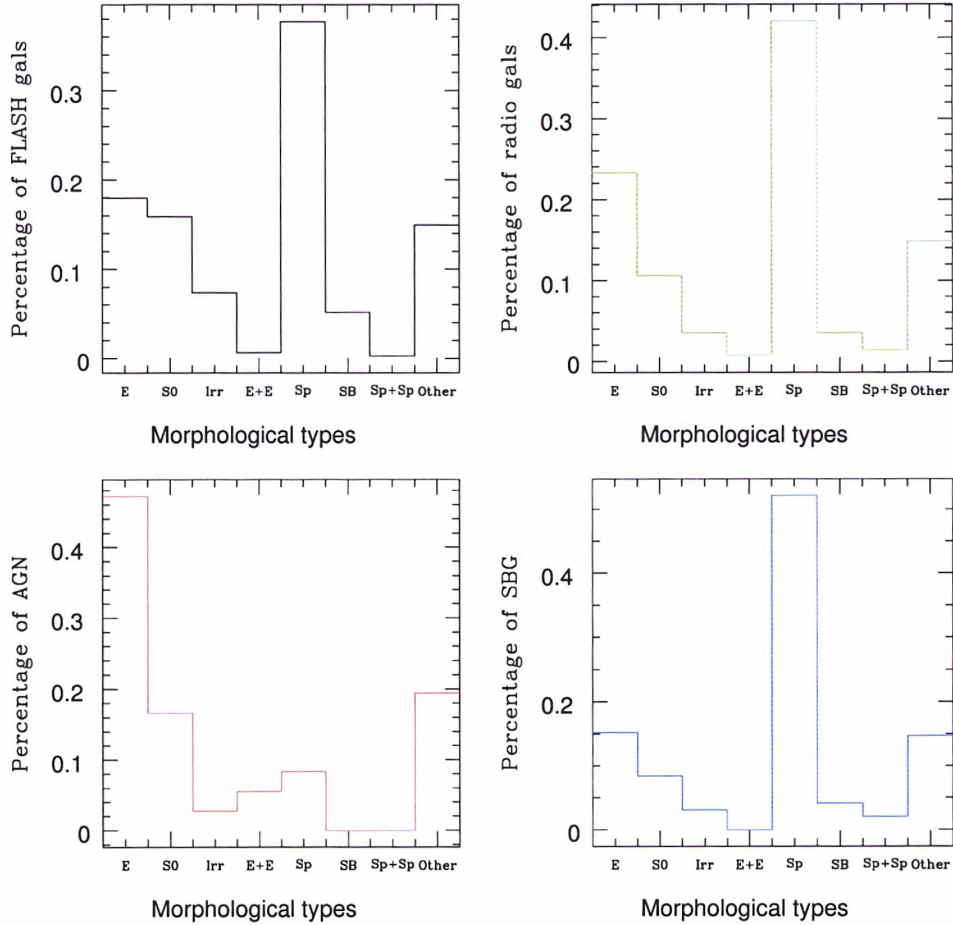 Percentage of FLASH gals
0.3
0.2
0.1
0
E S0 Irr E+E Sp SB Sp+Sp Other
Morphological types
Percentage of radio gals
0.4
0.3
0.2
0.1
0
E S0 Irr E+E Sp SB Sp+Sp Other
Morphological types
Percentage of AGN
0.4
0.3
0.2
0.1
0
E S0 Irr E+E Sp SB Sp+Sp Other
Morphological types
Percentage of SBG
0.4
0.2
0
E S0 Irr E+E Sp SB Sp+Sp Other
Morphological types